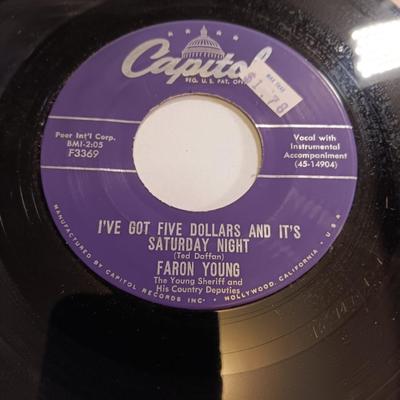 Capitol
REG. U. S. PAT. OFF.
$1.78
Peer Int'l Corp.
BMI-2:05
F3369
Vocal with
Instrumental
Accompaniment
(45-14904)
I'VE GOT FIVE DOLLARS AND IT'S
SATURDAY NIGHT
(Ted Daffan)
FARON YOUNG
The Young Sheriff and
His Country Deputies
MANUFACTURED BY CAPITOL RECORDS INC. • HOLLYWOOD, CALIFORNIA • U.S.A.